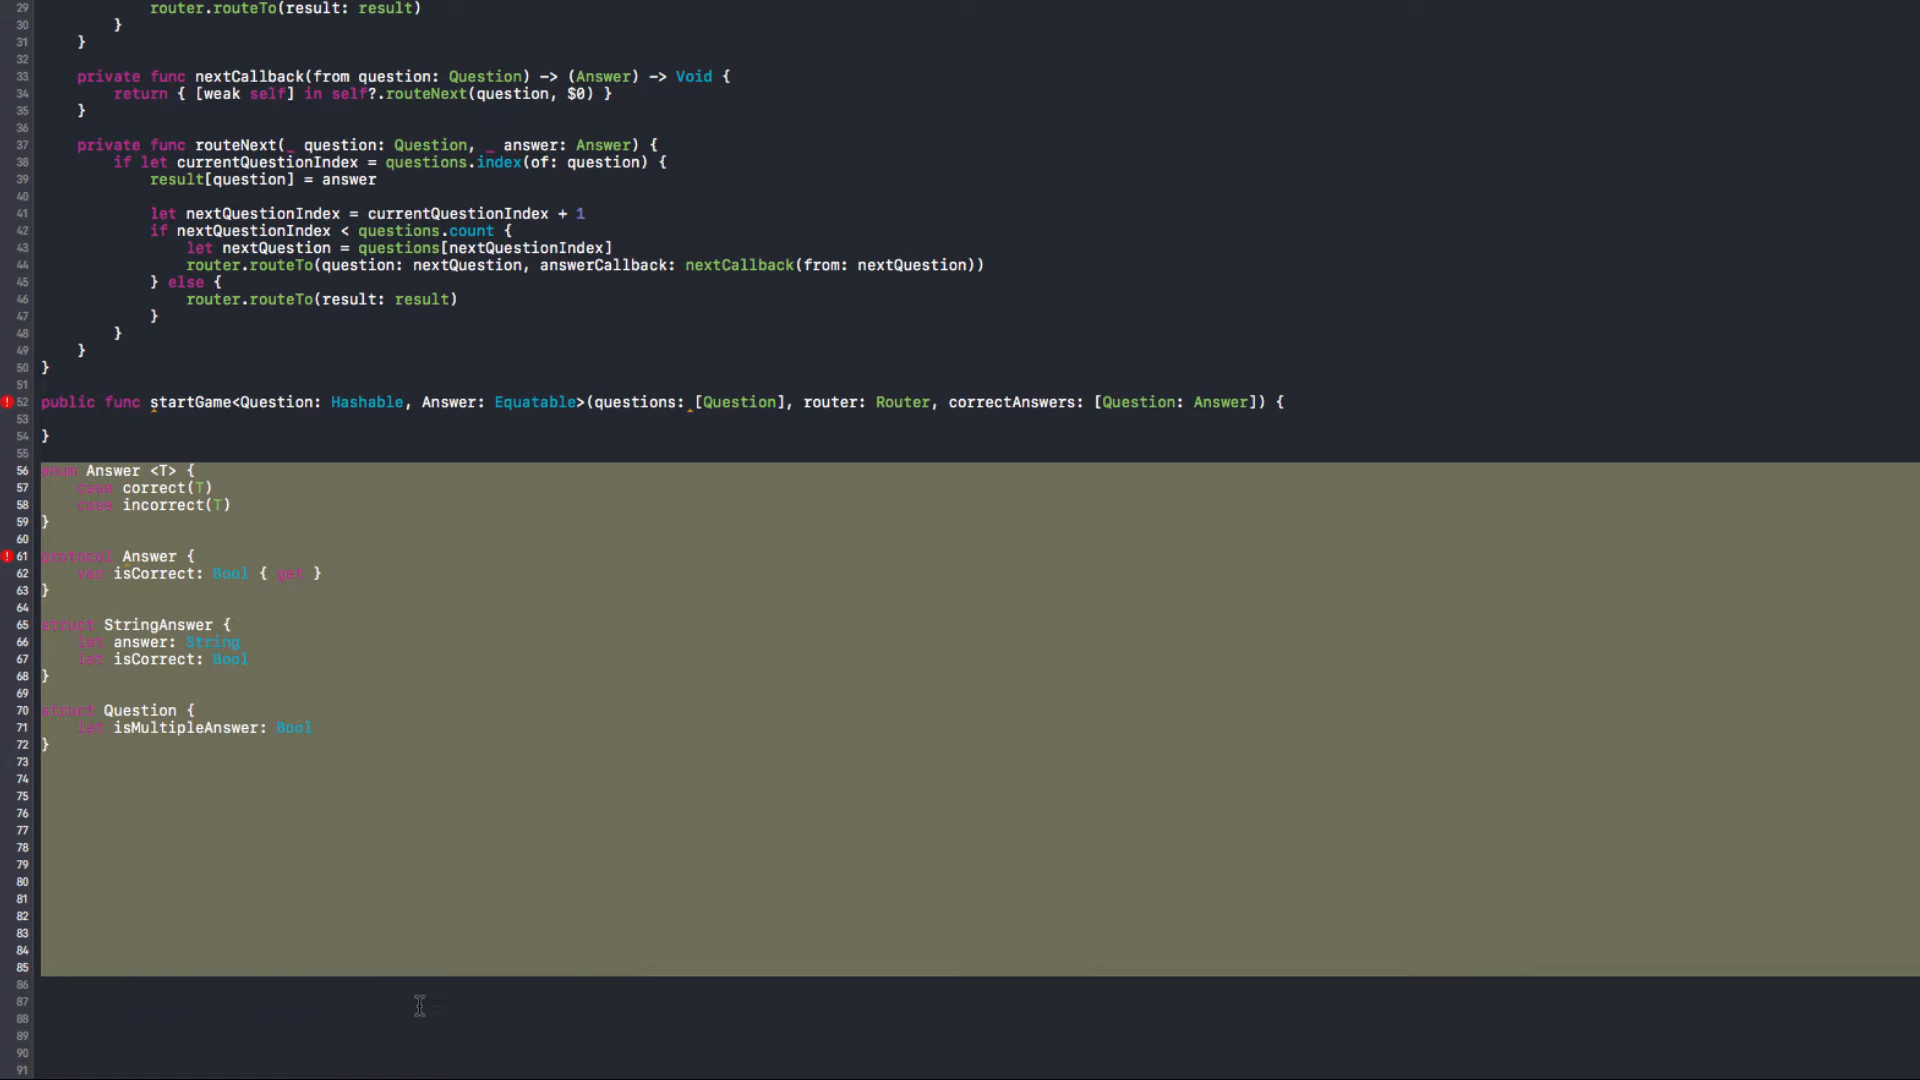 29 router.routeTo(result: result)
30 }
31 }
32
33 private func nextCallback(from question: Question) -> (Answer) -> Void {
34 return { [weak self] in self?.routeNext(question, $0) }
35 }
36
37 private func routeNext(_ question: Question, _ answer: Answer) {
38 if let currentQuestionIndex = questions.index(of: question) {
39 result[question] = answer
40
41 let nextQuestionIndex = currentQuestionIndex + 1
42 if nextQuestionIndex < questions.count {
43 let nextQuestion = questions[nextQuestionIndex]
44 router.routeTo(question: nextQuestion, answerCallback: nextCallback(from: nextQuestion))
45 } else {
46 router.routeTo(result: result)
47 }
48 }
49 }
50 }
51
52 public func startGame<Question: Hashable, Answer: Equatable>(questions: [Question], router: Router, correctAnswers: [Question: Answer]) {
53
54 }
55
56 enum Answer <T> {
57 case correct(T)
58 case incorrect(T)
59 }
60
61 protocol Answer {
62 var isCorrect: Bool { get }
63 }
64
65 struct StringAnswer {
66 let answer: String
67 let isCorrect: Bool
68 }
69
70 struct Question {
71 let isMultipleAnswer: Bool
72 }
73
74
75
76
77
78
79
80
81
82
83
84
85
86
87
88
89
90
91